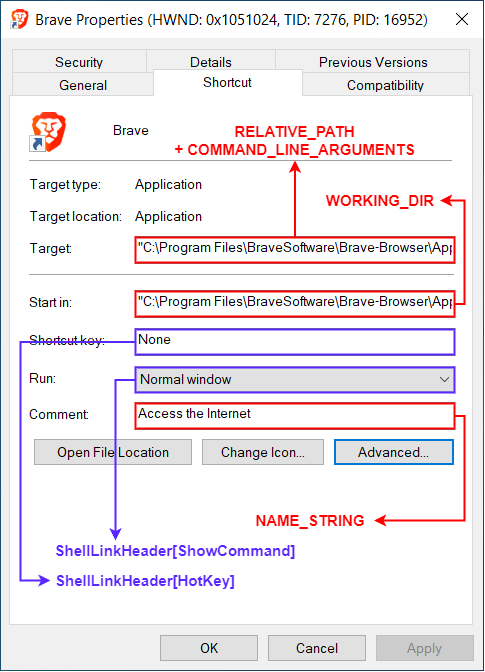 Brave Properties (HWND: 0x1051024, TID: 7276, PID: 16952)
Security Details Previous Versions
General Shortcut Compatibility
Brave
RELATIVE_PATH
+ COMMAND_LINE_ARGUMENTS
Target type: Application
WORKING_DIR
Target location: Application
Target: "C:\Program Files\BraveSoftware\Brave-Browser\App
Start in: "C:\Program Files\BraveSoftware\Brave-Browser\App
Shortcut key: None
Run: Normal window
Comment: Access the Internet
Open File Location Change Icon... Advanced...
NAME_STRING
ShellLinkHeader[ShowCommand]
ShellLinkHeader[HotKey]
OK Cancel Apply